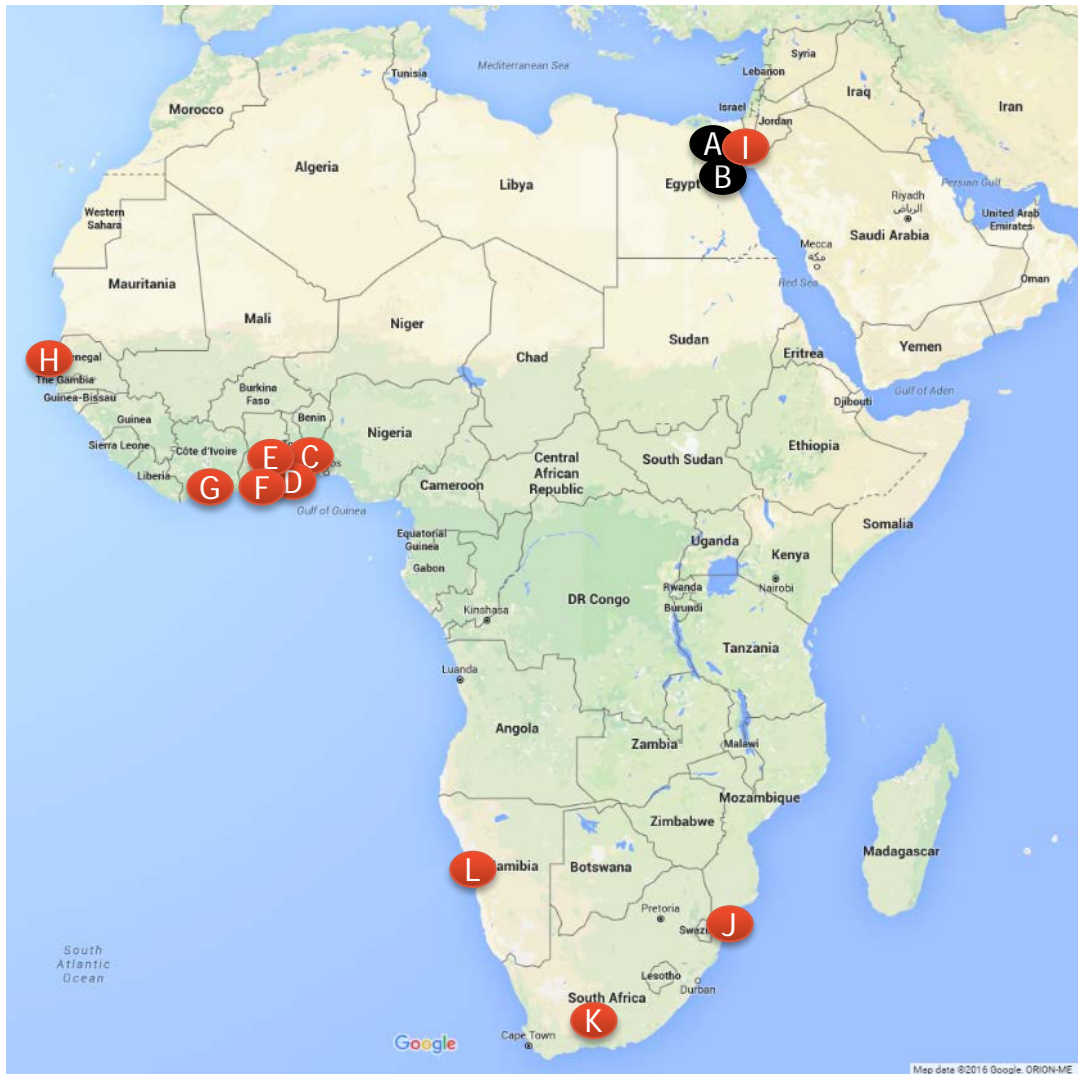 Mediterranean Sea
Tunisia
Syria
Lebanon
Iraq
Iran
Israel
Jordan
Morocco
Algeria
Libya
Egypt
A
I
B
Persian Gulf
Riyadh
الرياض
Western
Sahara
United Arab
Emirates
Saudi Arabia
Mecca
مكة
Oman
Red Sea
Mauritania
Mali
Niger
Chad
Sudan
Eritrea
Yemen
Gulf of Aden
H
enegal
The Gambia
Guinea-Bissau
Burkina
Faso
Djibouti
Guinea
Benin
Nigeria
Sierra Leone
Côte d'Ivoire
E
C
os
Ethiopia
Liberia
G
F
D
Central
African
Republic
South Sudan
Cameroon
Gulf of Guinea
Somalia
Equatorial
Guinea
Gabon
Uganda
Kenya
Nairobi
Rwanda
Burundi
DR Congo
Kinshasa
Tanzania
Luanda
Angola
Zambia
Malawi
Mozambique
Zimbabwe
Madagascar
L
amibia
Botswana
Pretoria
Swazi
J
South
Atlantic
Ocean
Lesotho
Durban
South Africa
K
Cape Town
Google
Map data ©2016 Google, ORION-ME